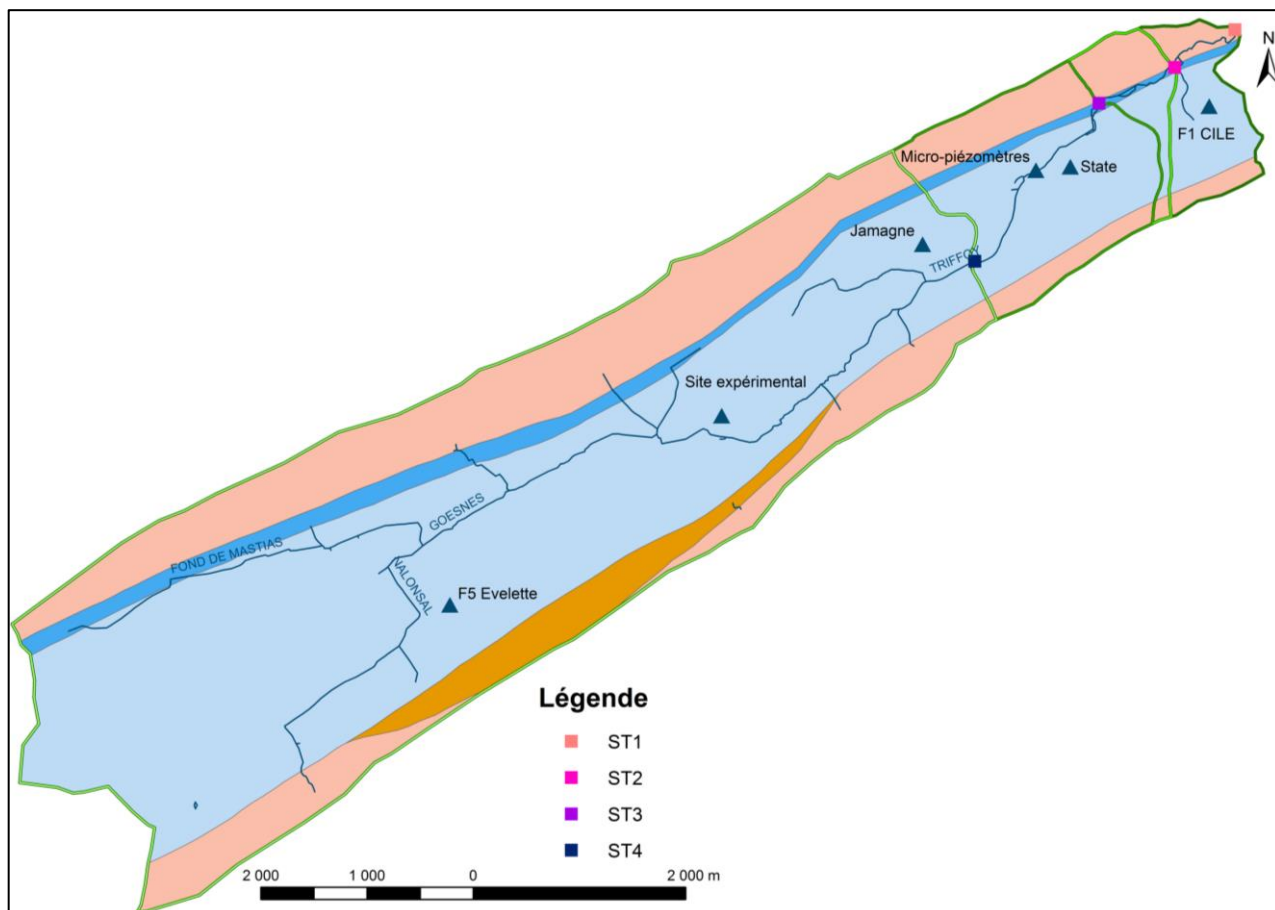 N
F1 CILE
Micro-piézomètres
State
Jamagne
TRIFFOY
Site expérimental
GOESNES
FOND DE MASTIAS
NALONSAL
F5 Evelette
Légende
ST1
ST2
ST3
ST4
2 000 1 000 0 2 000 m